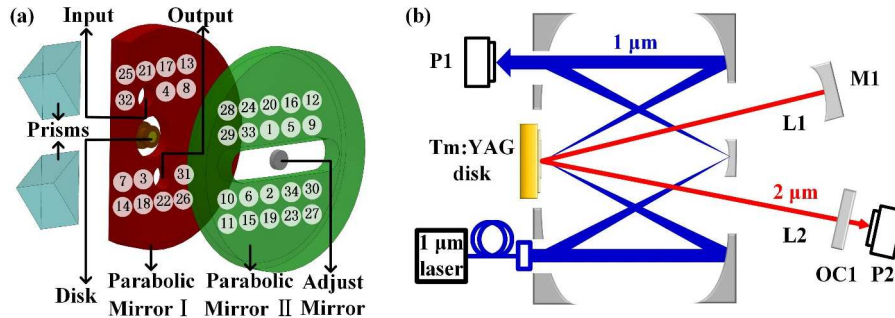 (a) Input Output
25 21 17 13
32 4 8
28 24 20 16 12
29 33 1 5 9
Prisms
7 3 31
14 18 22 26
10 6 2 34 30
11 15 19 23 27
Disk
Parabolic Mirror I
Parabolic Mirror II
Adjust Mirror
(b)
P1
1 μm
M1
L1
Tm:YAG
disk
2 μm
1 μm
laser
L2
OC1
P2